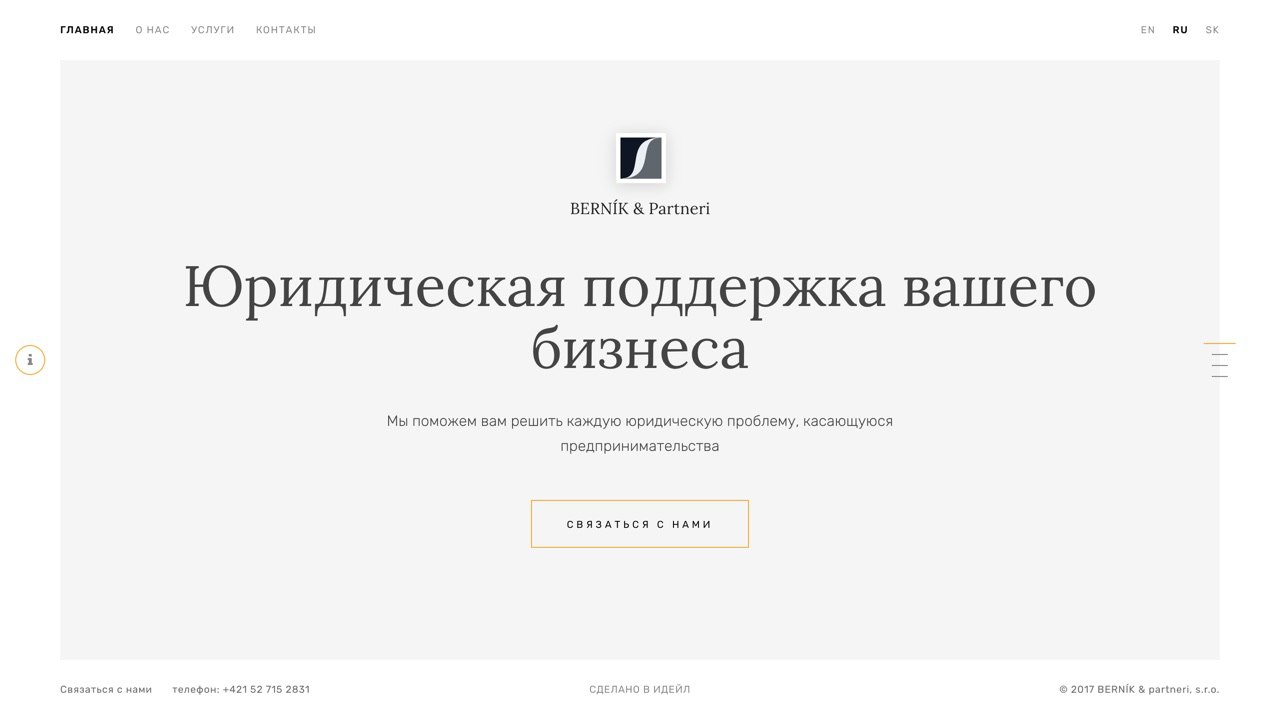 ГЛАВНАЯ О НАС УСЛУГИ КОНТАКТЫ EN RU SK
BERNÍK & Partneri
Юридическая поддержка вашего
бизнеса
Мы поможем вам решить каждую юридическую проблему, касающуюся
предпринимательства
СВЯЗАТЬСЯ С НАМИ
Связаться с нами телефон: +421 52 715 2831 СДЕЛАНО В ИДЕЙЛ © 2017 BERNÍK & partneri, s.r.o.